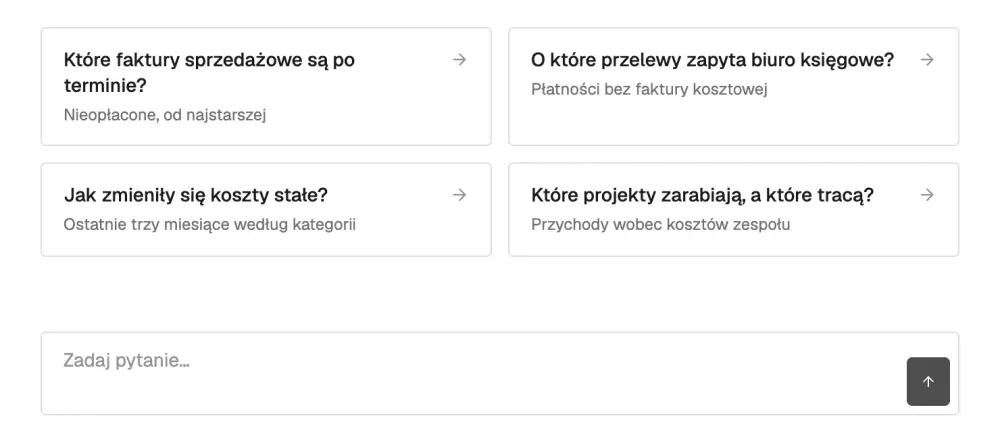 Które faktury sprzedażowe są po
terminie?
Nieopłacone, od najstarszej
O które przelewy zapyta biuro księgowe?
Płatności bez faktury kosztowej
Jak zmieniły się koszty stałe?
Ostatnie trzy miesiące według kategorii
Które projekty zarabiają, a które tracą?
Przychody wobec kosztów zespołu
Zadaj pytanie...